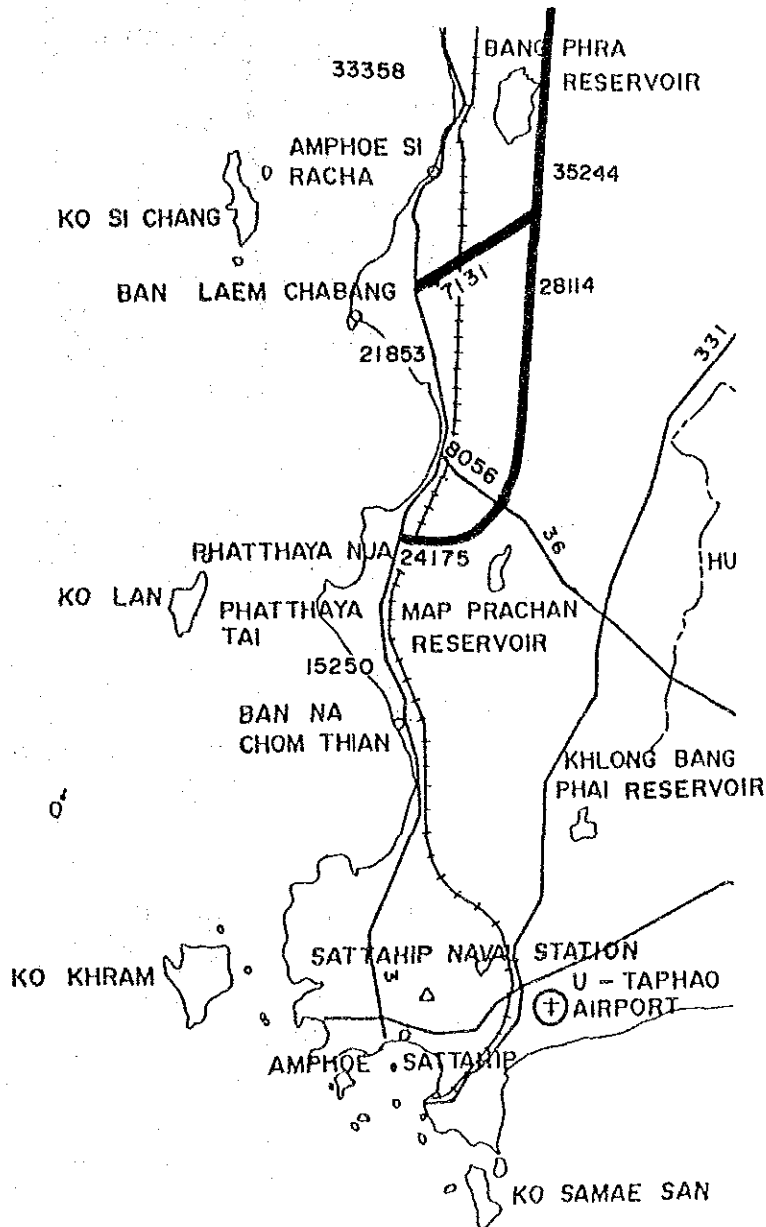 BANG PHRA
RESERVOIR
33358
AMPHOE SI
RACHA
35244
KO SI CHANG
BAN LAEM CHABANG
7131
28114
21853
331
8056
36
PHATTHAYA NUA
24175
HU
KO LAN
PHATTHAYA
TAI
MAP PRACHAN
RESERVOIR
15250
BAN NA
CHOM THIAN
KHLONG BANG
PHAI RESERVOIR
SATTAHIP NAVAL STATION
KO KHRAM
3
U - TAPHAO
AIRPORT
AMPHOE SATTAHIP
KO SAMAE SAN